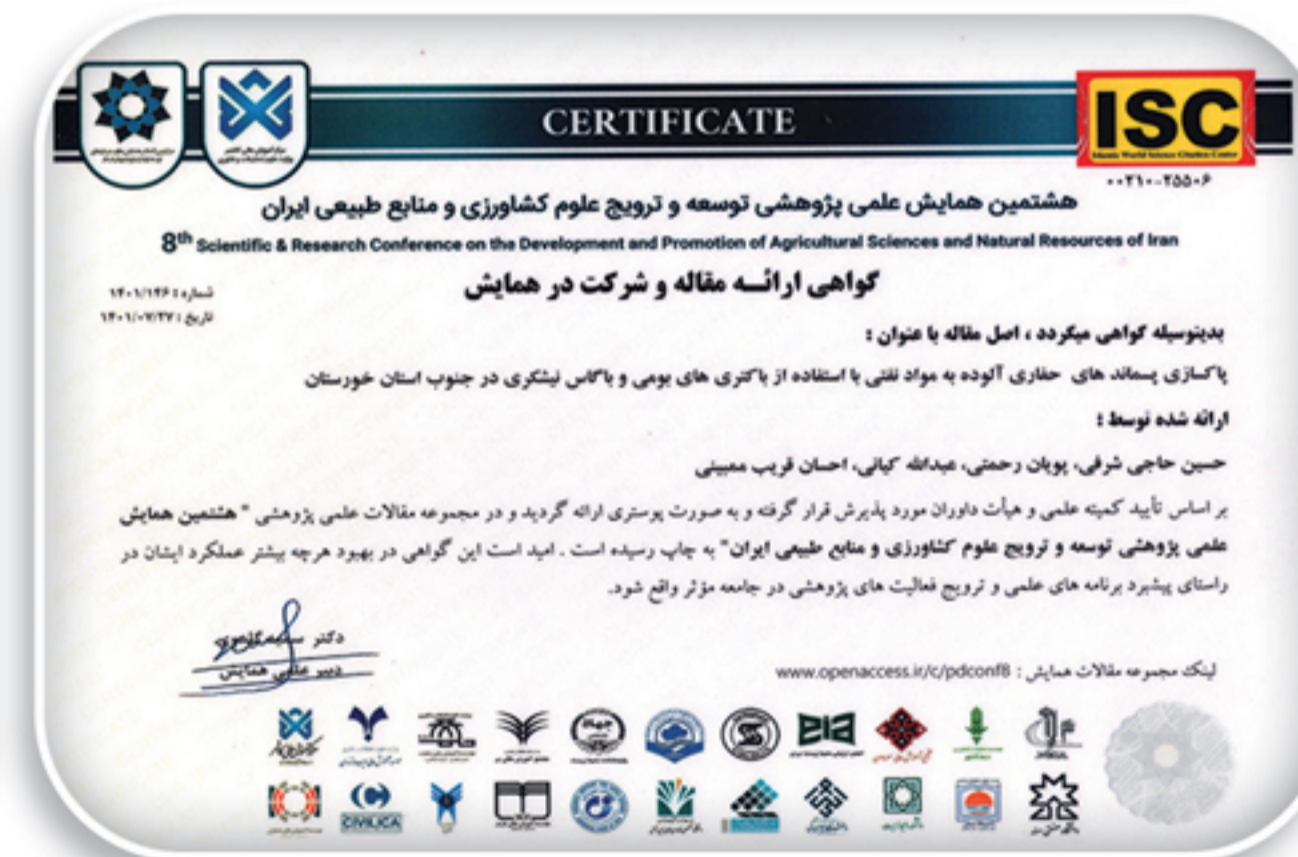 CERTIFICATE
ISC
Islamic World Science Citation Center
۰۰۲۱۰-۲۵۵۰۶
هشتمین همایش علمی پژوهشی توسعه و ترویج علوم کشاورزی و منابع طبیعی ایران
8th Scientific & Research Conference on the Development and Promotion of Agricultural Sciences and Natural Resources of Iran
گواهی ارائه مقاله و شرکت در همایش
شماره : ۱۴۰۱/۱۴۶
تاریخ : ۱۴۰۱/۰۷/۲۷
بدینوسیله گواهی میگردد ، اصل مقاله با عنوان :
پاکسازی پسماند های حفاری آلوده به مواد نفتی با استفاده از باکتری های بومی و باگاس نیشکری در جنوب استان خورستان
ارائه شده توسط :
حسین حاجی شرفی، پویان رحمتی، عبدالله کیانی، احسان قریب معینی
بر اساس تأیید کمیته علمی و هیأت داوران مورد پذیرش قرار گرفته و به صورت پوستری ارائه گردید و در مجموعه مقالات علمی پژوهشی " هشتمین همایش
علمی پژوهشی توسعه و ترویج علوم کشاورزی و منابع طبیعی ایران" به چاپ رسیده است . امید است این گواهی در بهبود هرچه بیشتر عملکرد ایشان در
راستای پیشبرد برنامه های علمی و ترویج فعالیت های پژوهشی در جامعه مؤثر واقع شود.
دکتر
دبیر علمی همایش
لینک مجموعه مقالات همایش : www.openaccess.ir/c/pdconf8
eia
CIVILICA